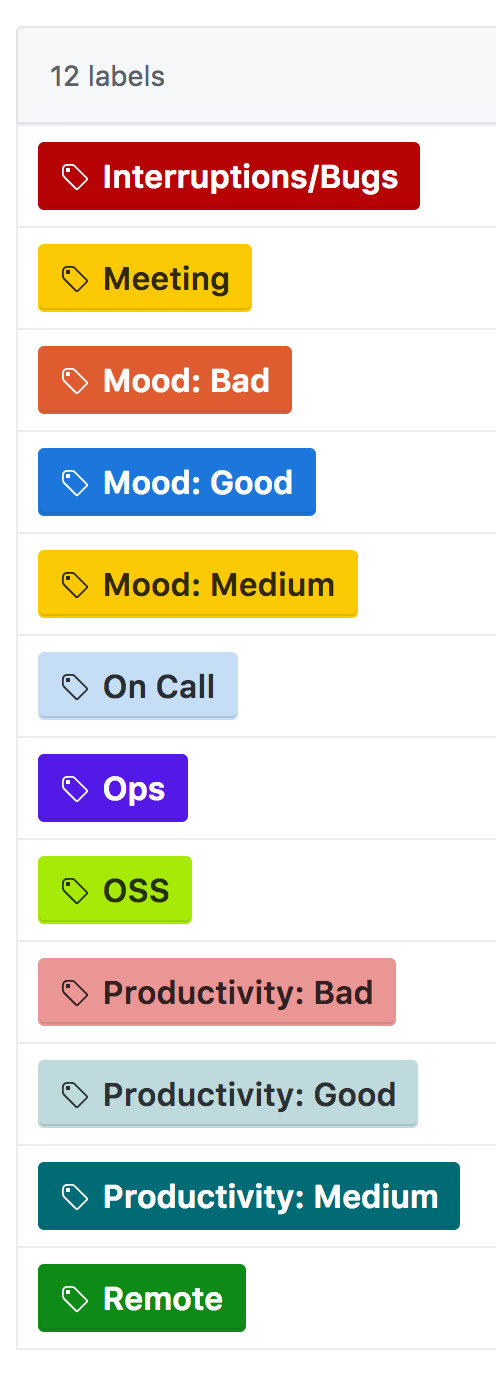 12 labels
Interruptions/Bugs
Meeting
Mood: Bad
Mood: Good
Mood: Medium
On Call
Ops
OSS
Productivity: Bad
Productivity: Good
Productivity: Medium
Remote